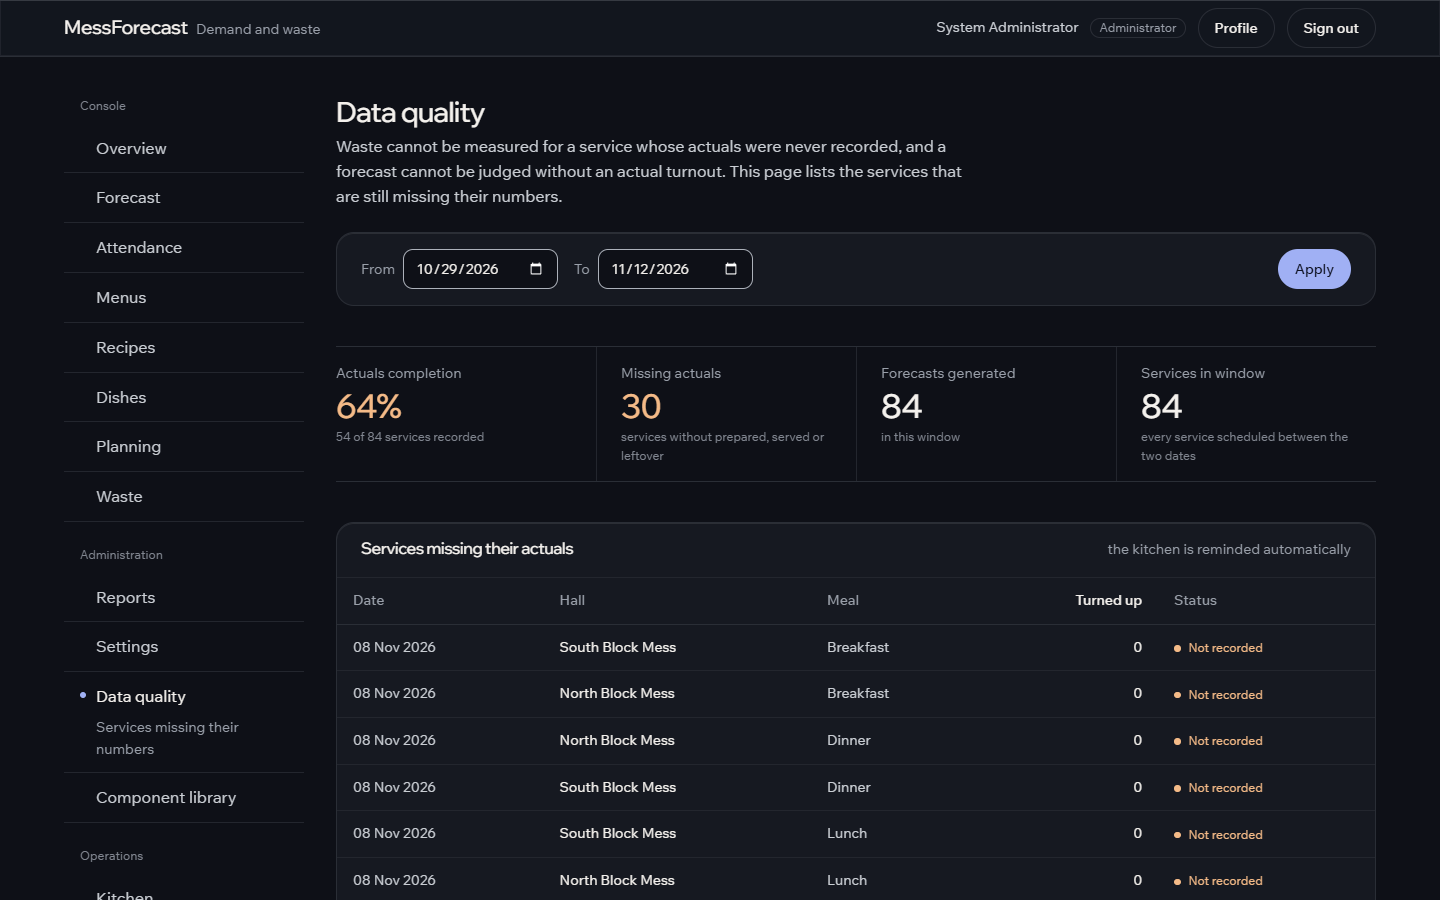 MessForecast Demand and waste
System Administrator Administrator Profile Sign out
Console
Overview
Forecast
Attendance
Menus
Recipes
Dishes
Planning
Waste
Administration
Reports
Settings
Data quality
Services missing their
numbers
Component library
Operations
Kitchen
Data quality
Waste cannot be measured for a service whose actuals were never recorded, and a
forecast cannot be judged without an actual turnout. This page lists the services that
are still missing their numbers.
From 10/29/2026 To 11/12/2026 Apply
Actuals completion
64%
54 of 84 services recorded
Missing actuals
30
services without prepared, served or
leftover
Forecasts generated
84
in this window
Services in window
84
every service scheduled between the
two dates
Services missing their actuals the kitchen is reminded automatically
Date Hall Meal Turned up Status
08 Nov 2026 South Block Mess Breakfast 0 Not recorded
08 Nov 2026 North Block Mess Breakfast 0 Not recorded
08 Nov 2026 North Block Mess Dinner 0 Not recorded
08 Nov 2026 South Block Mess Dinner 0 Not recorded
08 Nov 2026 South Block Mess Lunch 0 Not recorded
08 Nov 2026 North Block Mess Lunch 0 Not recorded